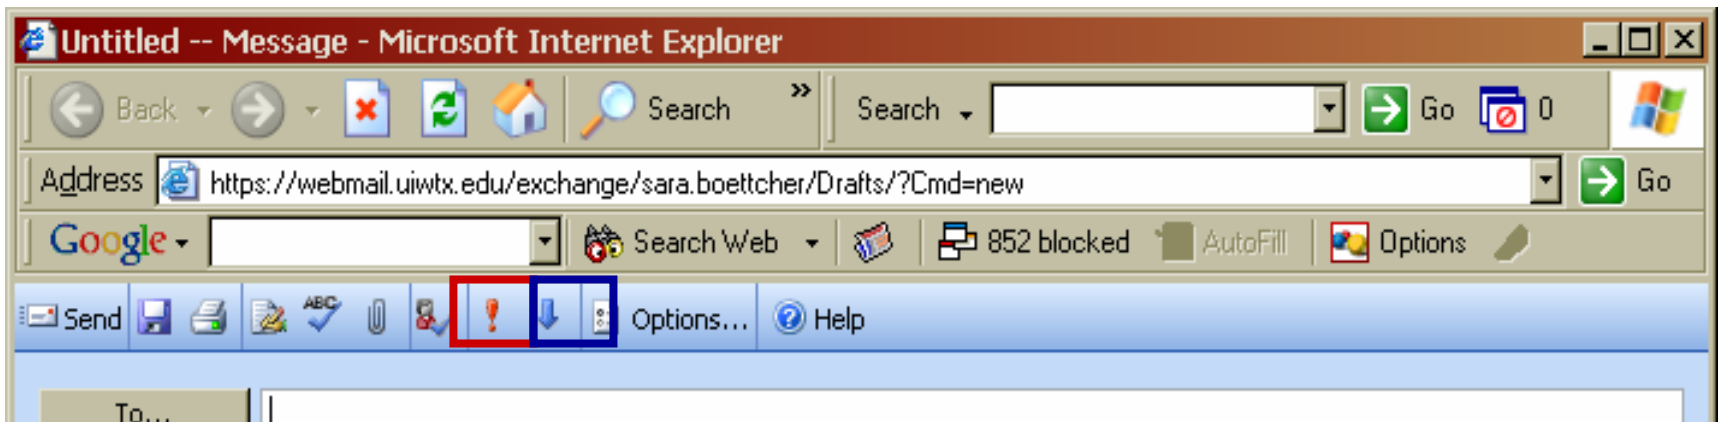 Untitled -- Message - Microsoft Internet Explorer
Back Search » Search Go 0
Address https://webmail.uiwtx.edu/exchange/sara.boettcher/Drafts/?Cmd=new Go
Google Search Web 852 blocked AutoFill Options
Send ABC Options... Help
To...